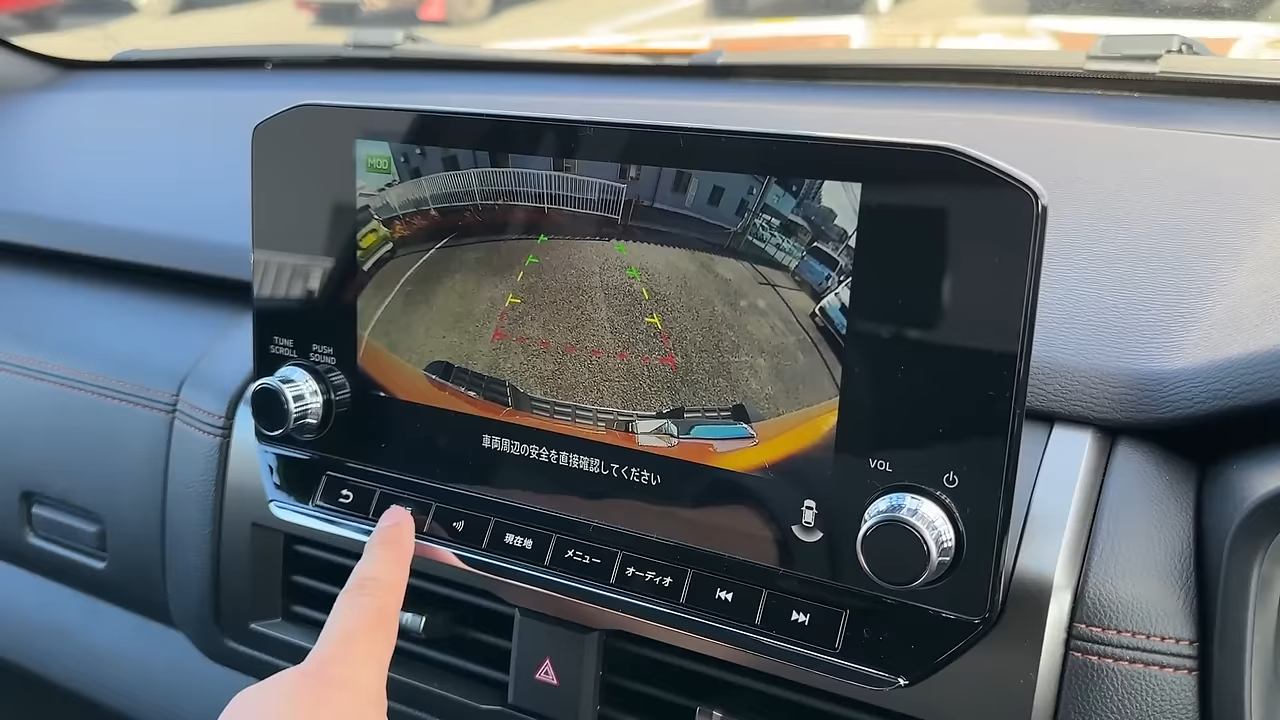 MOD
TUNE
SCROLL
PUSH
SOUND
車両周辺の安全を直接確認してください
VOL
現在地
メニュー
オーディオ